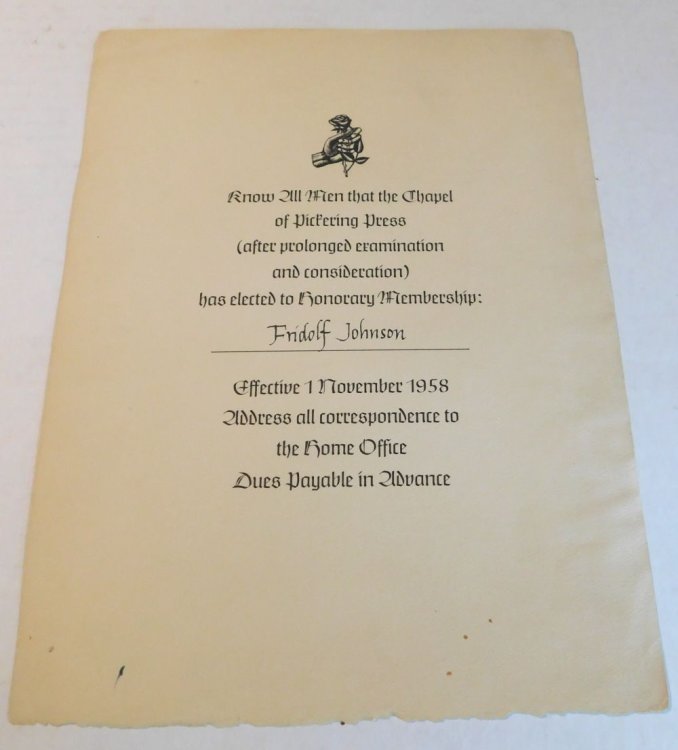 Know All Men that the Chapel
of Pickering Press
(after prolonged examination
and consideration)
has elected to Honorary Membership:
Fridolf Johnson
Effective 1 November 1958
Address all correspondence to
the Home Office
Dues Payable in Advance